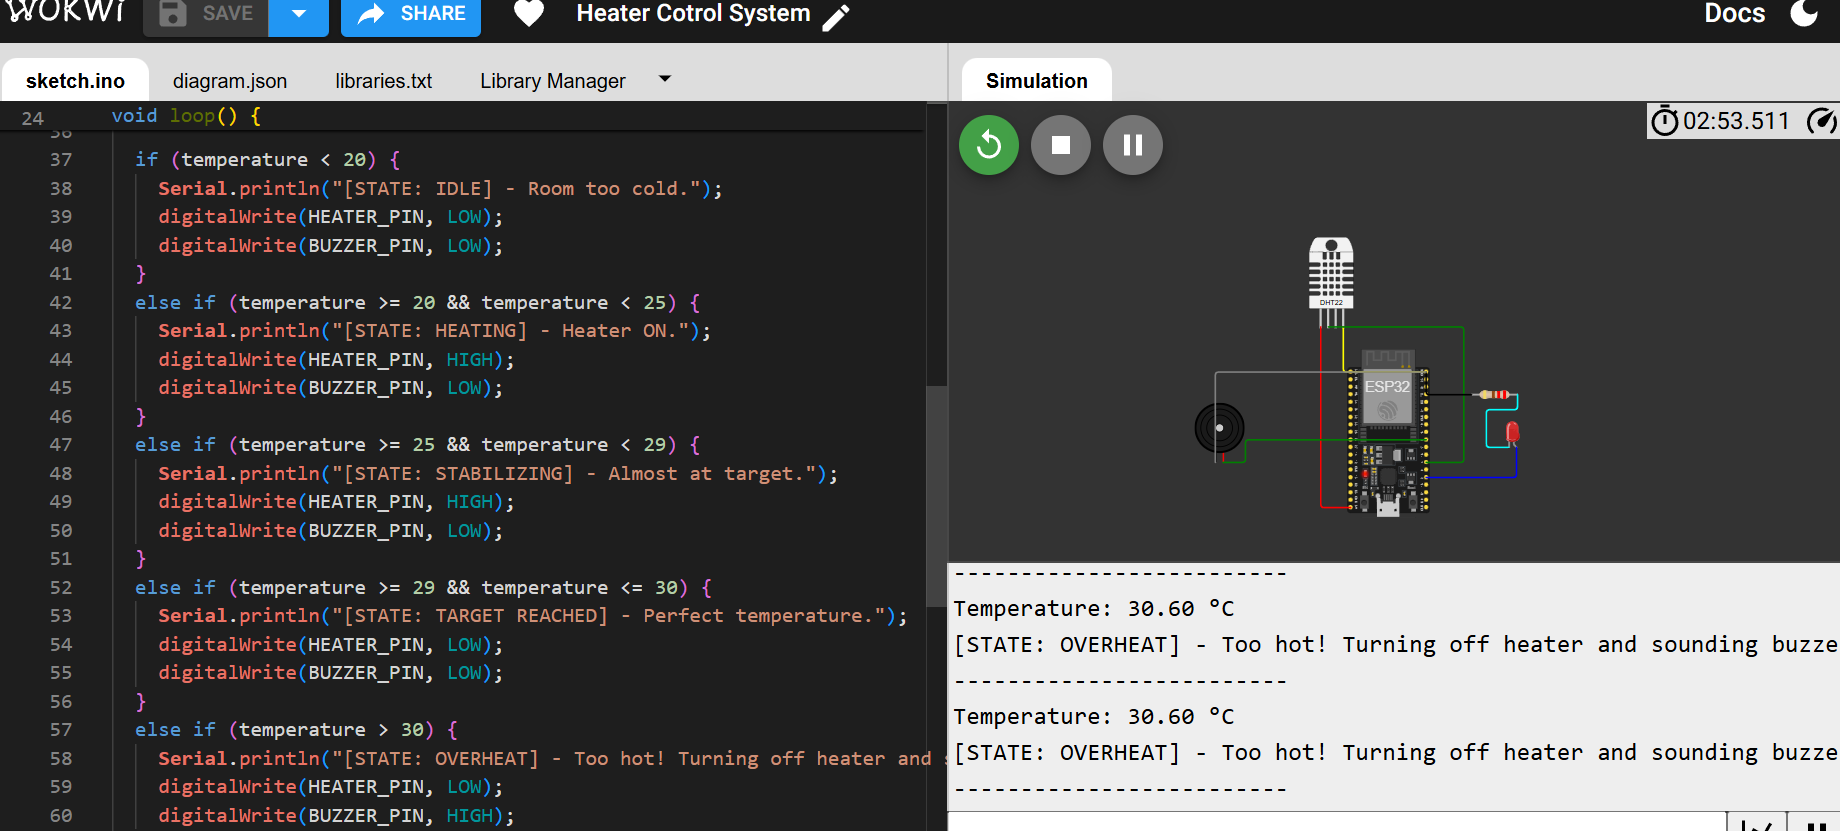 WOKWI SAVE SHARE Heater Cotrol System Docs
sketch.ino diagram.json libraries.txt Library Manager
Simulation
24 void loop() {
36
37 if (temperature < 20) {
38 Serial.println("[STATE: IDLE] - Room too cold.");
39 digitalWrite(HEATER_PIN, LOW);
40 digitalWrite(BUZZER_PIN, LOW);
41 }
42 else if (temperature >= 20 && temperature < 25) {
43 Serial.println("[STATE: HEATING] - Heater ON.");
44 digitalWrite(HEATER_PIN, HIGH);
45 digitalWrite(BUZZER_PIN, LOW);
46 }
47 else if (temperature >= 25 && temperature < 29) {
48 Serial.println("[STATE: STABILIZING] - Almost at target.");
49 digitalWrite(HEATER_PIN, HIGH);
50 digitalWrite(BUZZER_PIN, LOW);
51 }
52 else if (temperature >= 29 && temperature <= 30) {
53 Serial.println("[STATE: TARGET REACHED] - Perfect temperature.");
54 digitalWrite(HEATER_PIN, LOW);
55 digitalWrite(BUZZER_PIN, LOW);
56 }
57 else if (temperature > 30) {
58 Serial.println("[STATE: OVERHEAT] - Too hot! Turning off heater and
59 digitalWrite(HEATER_PIN, LOW);
60 digitalWrite(BUZZER_PIN, HIGH);
02:53.511
DHT22
ESP32
-------------------------
Temperature: 30.60 °C
[STATE: OVERHEAT] - Too hot! Turning off heater and sounding buzze
-------------------------
Temperature: 30.60 °C
[STATE: OVERHEAT] - Too hot! Turning off heater and sounding buzze
-------------------------